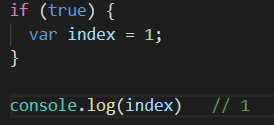 if (true) {
  var index = 1;
}

console.log(index)   // 1